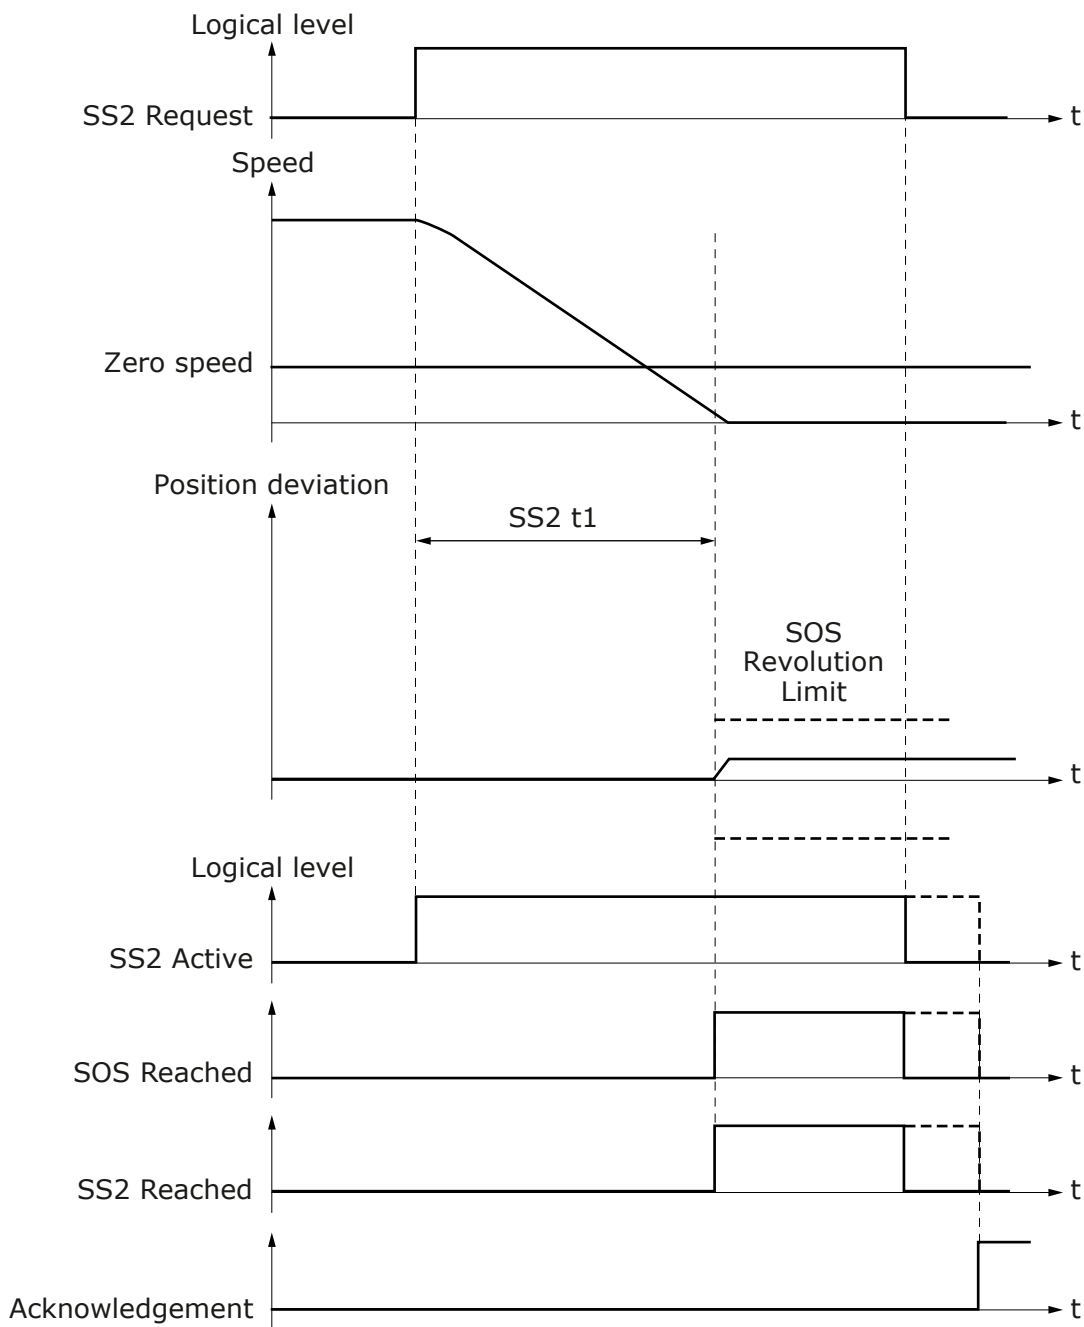 Logical level
SS2 Request
t
Speed
Zero speed
t
Position deviation
SS2 t1
SOS
Revolution
Limit
t
Logical level
SS2 Active
t
SOS Reached
t
SS2 Reached
t
Acknowledgement
t